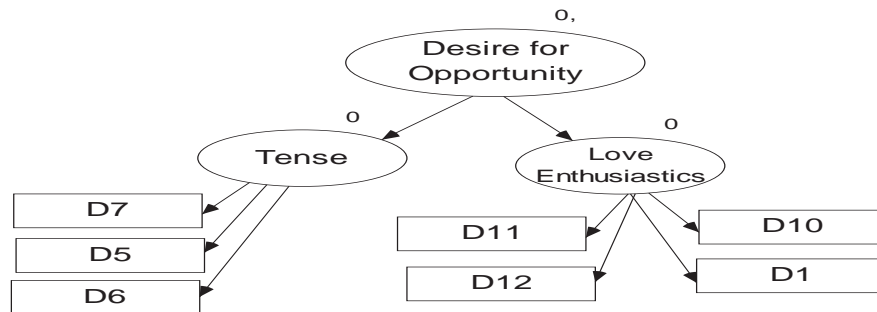 0,
Desire for
Opportunity
0
0
Tense
Love
Enthusiastics
D7
D11
D10
D5
D12
D1
D6